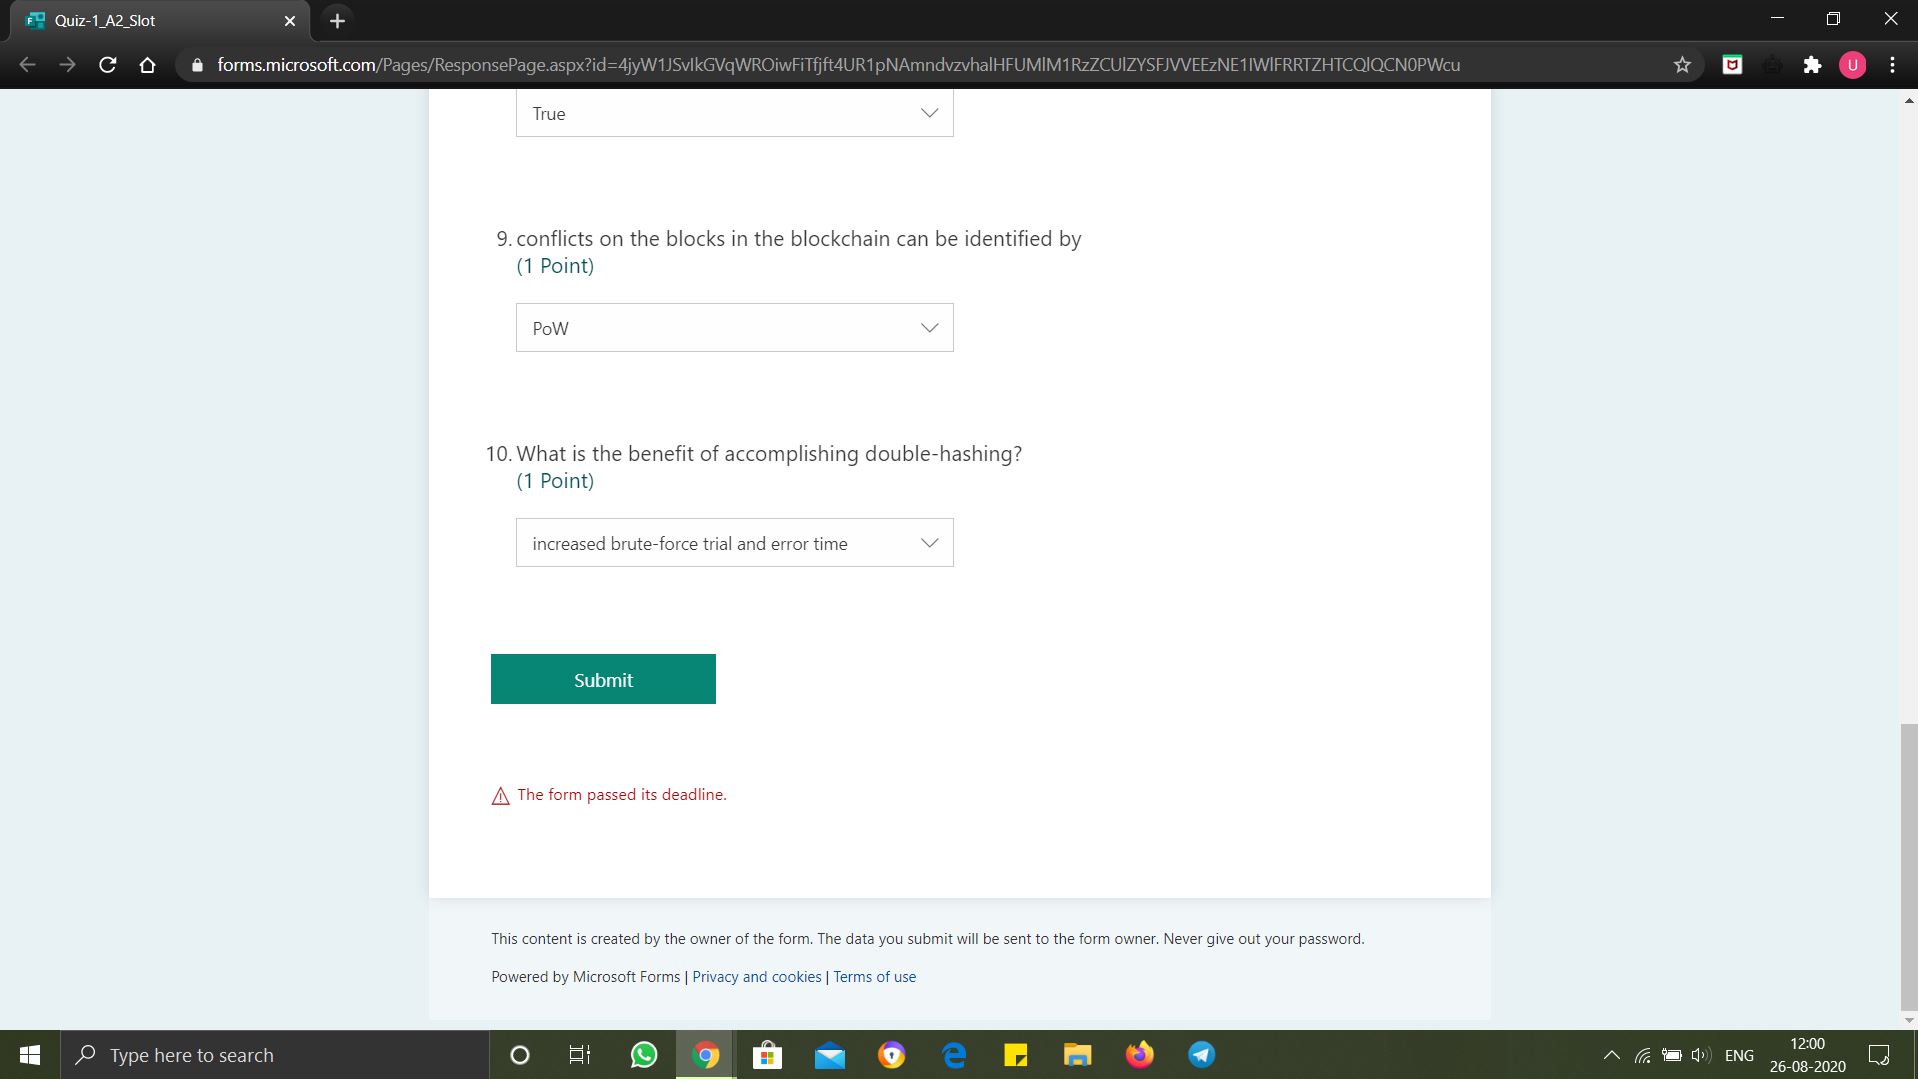 Quiz-1_A2_Slot
forms.microsoft.com/Pages/ResponsePage.aspx?id=4jyW1JSvIkGVqWROiwFiTfjft4UR1pNAmndvzvhalHFUMlM1RzZCUlZYSFJVVEEzNE1IWlFRRTZHTCQlQCN0PWcu
U
True
9. conflicts on the blocks in the blockchain can be identified by
(1 Point)
PoW
10. What is the benefit of accomplishing double-hashing?
(1 Point)
increased brute-force trial and error time
Submit
The form passed its deadline.
This content is created by the owner of the form. The data you submit will be sent to the form owner. Never give out your password.
Powered by Microsoft Forms | Privacy and cookies | Terms of use
Type here to search
ENG
12:00
26-08-2020